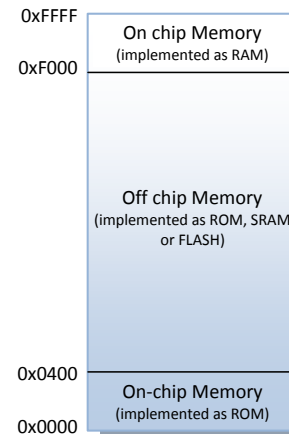 0xFFFF
On chip Memory
(implemented as RAM)
0xF000
Off chip Memory
(implemented as ROM, SRAM
or FLASH)
0x0400
On-chip Memory
(implemented as ROM)
0x0000